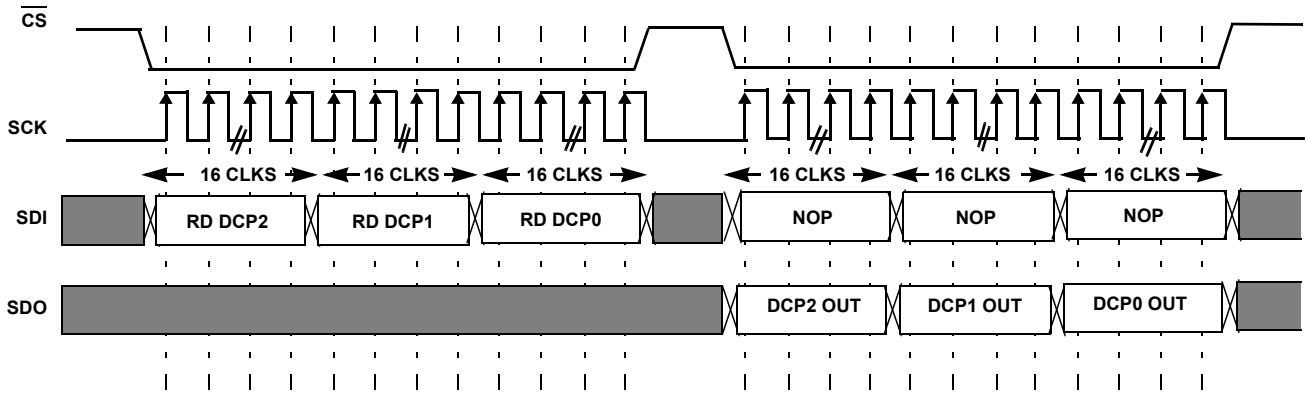 CS
SCK
16 CLKS 16 CLKS 16 CLKS 16 CLKS 16 CLKS 16 CLKS
SDI RD DCP2 RD DCP1 RD DCP0 NOP NOP NOP
SDO DCP2 OUT DCP1 OUT DCP0 OUT